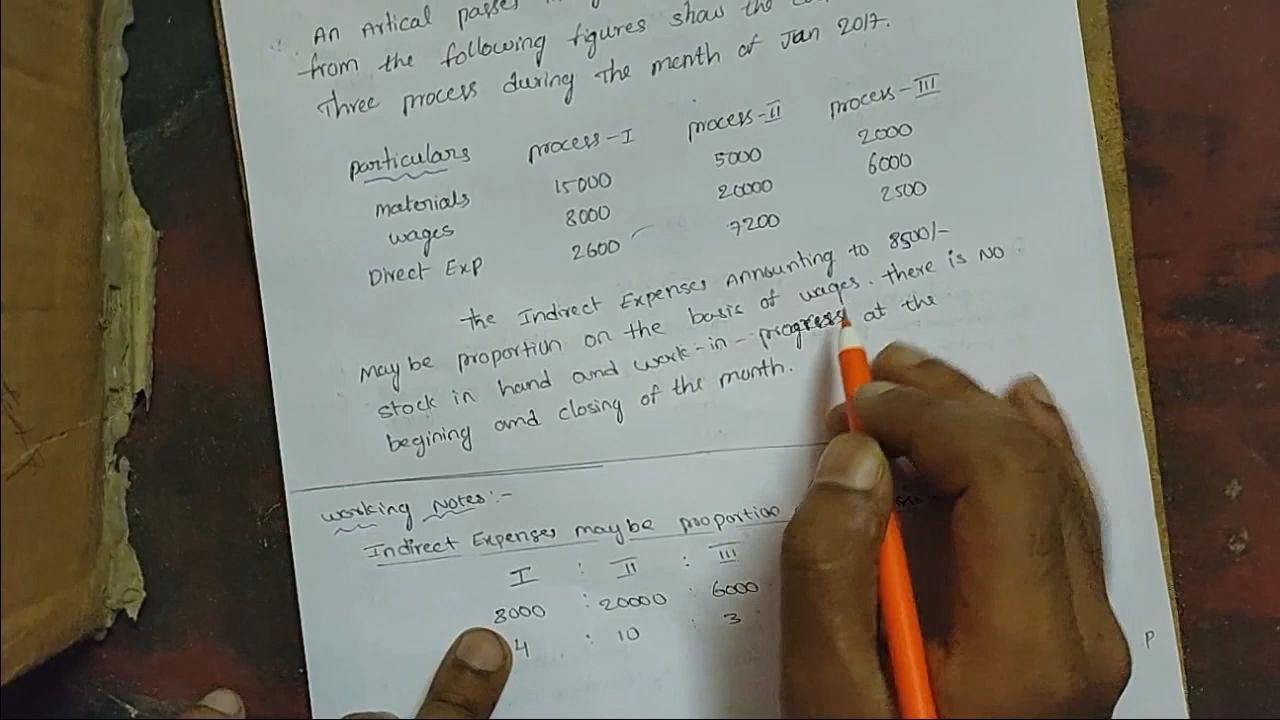 An Artical passes
from the following figures show the
Three process during the month of Jan 2017.
particulars process-I process-II process-III
materials 15000 5000 2000
wages 8000 20000 6000
Direct Exp 2600 7200 2500
the Indirect Expenses Amounting to 8500/-
may be proportion on the basis of wages. there is NO
stock in hand and work-in-progress at the
begining and closing of the month.
working Notes:-
Indirect Expenses may be proportion
I : II : III
8000 : 20000 : 6000
4 : 10 : 3
P